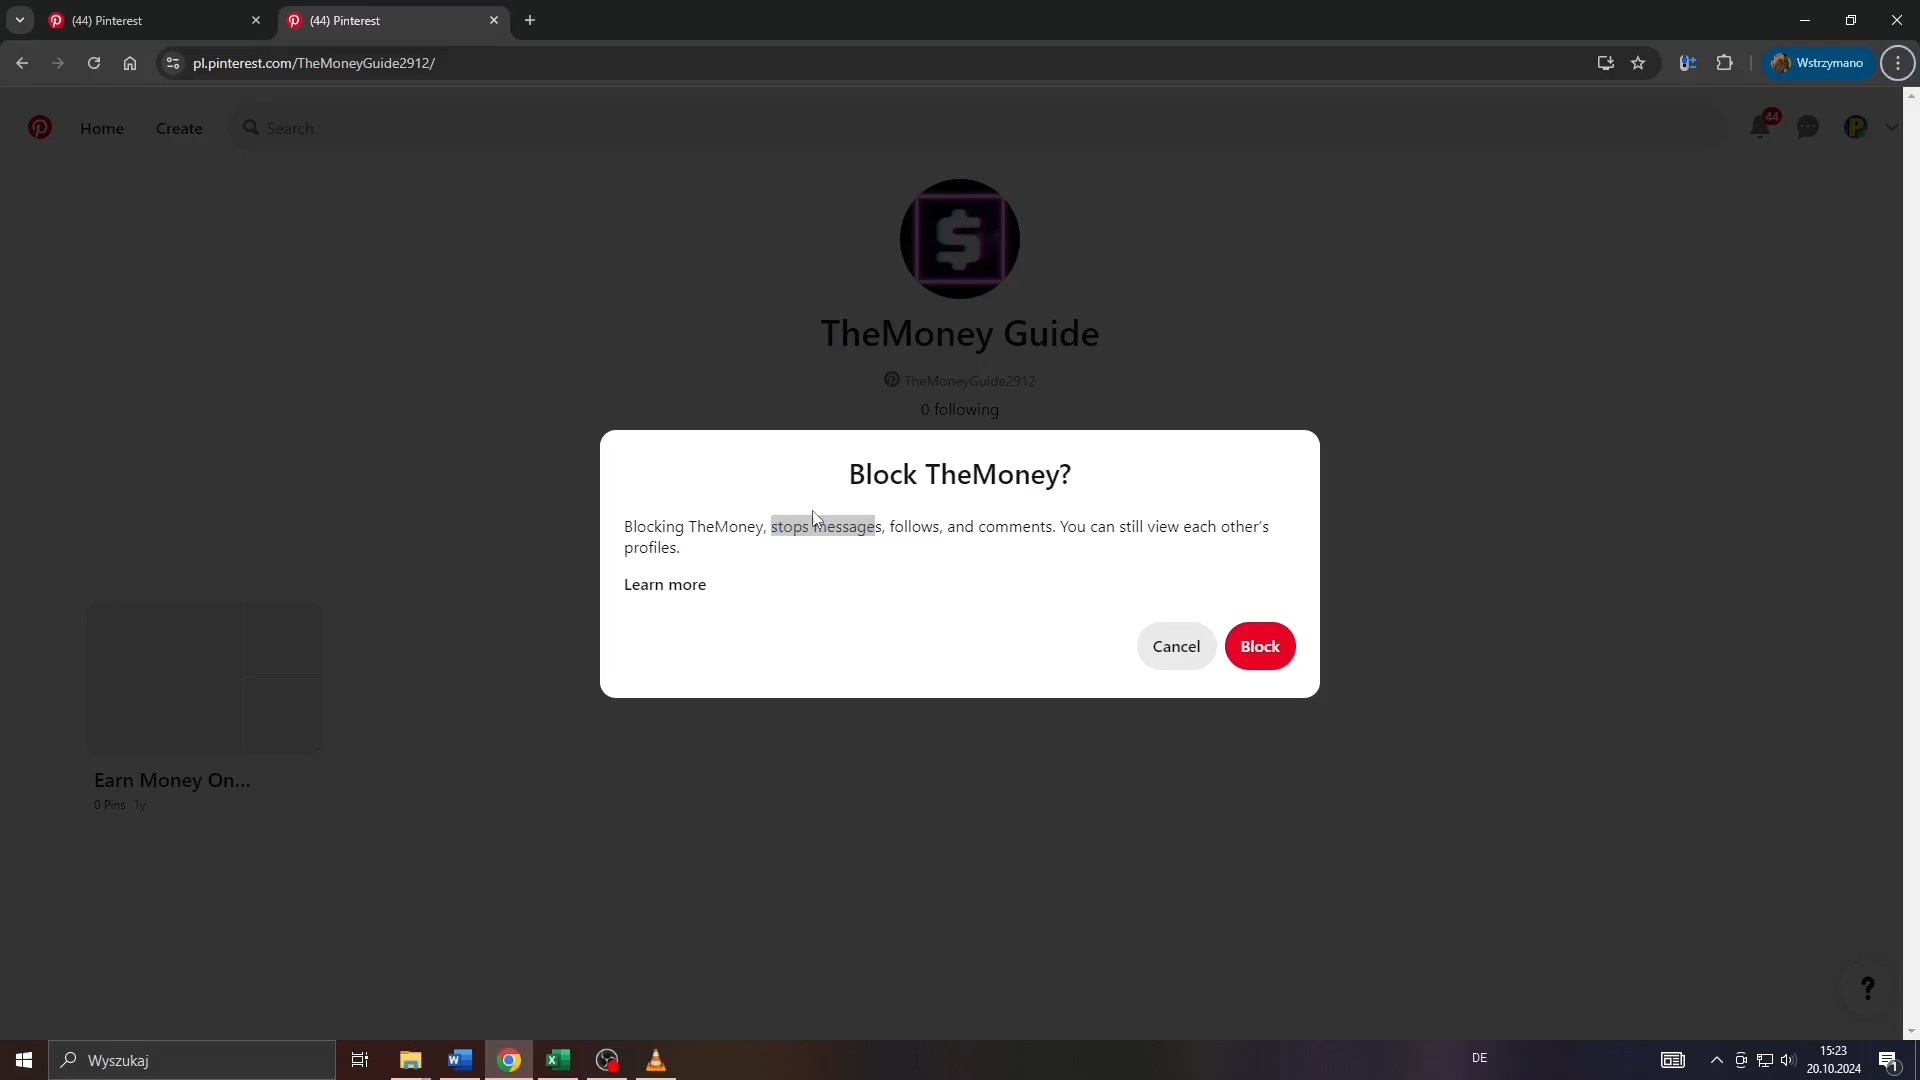 (44) Pinterest
(44) Pinterest
pl.pinterest.com/TheMoneyGuide2912/
Wstrzymano
Home
Create
Search
44
TheMoney Guide
TheMoneyGuide2912
0 following
Block TheMoney?
Blocking TheMoney, stops messages, follows, and comments. You can still view each other's
profiles.
Learn more
Cancel
Block
Earn Money On...
0 Pins 1y
?
Wyszukaj
DE
15:23
20.10.2024
1